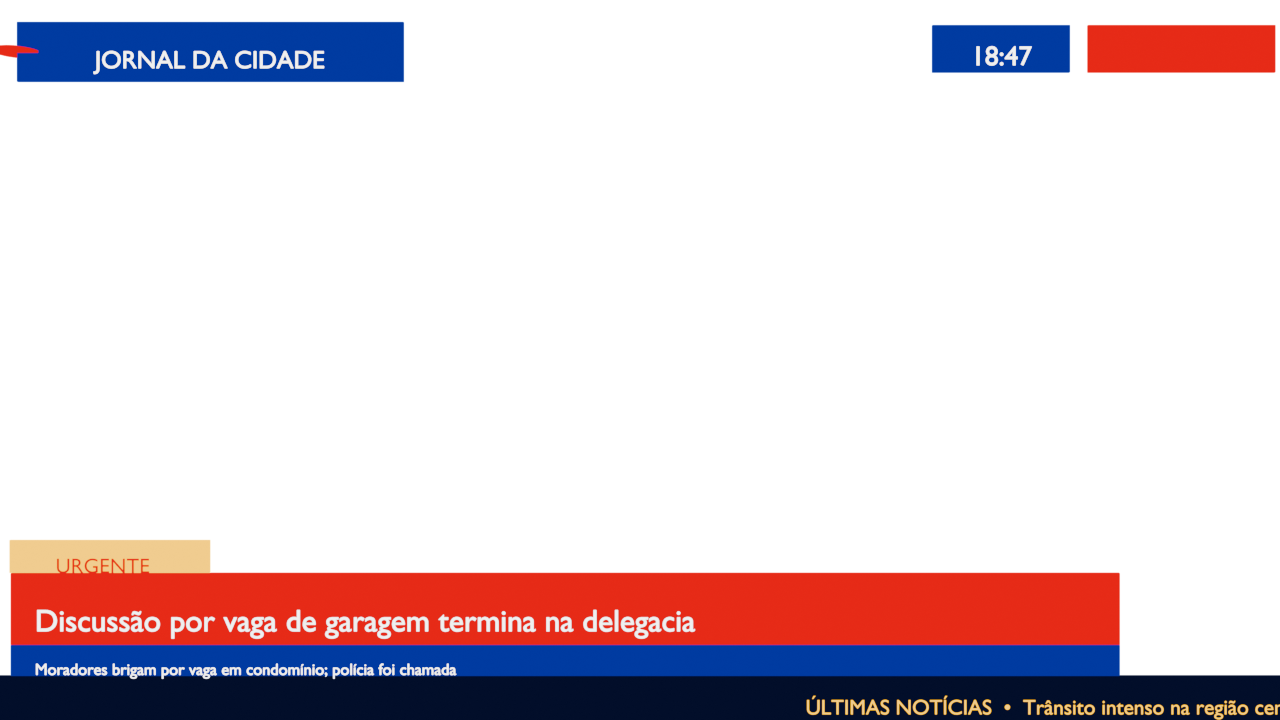 JORNAL DA CIDADE
18:47
URGENTE
Discussão por vaga de garagem termina na delegacia
Moradores brigam por vaga em condomínio; polícia foi chamada
ÚLTIMAS NOTÍCIAS • Trânsito intenso na região